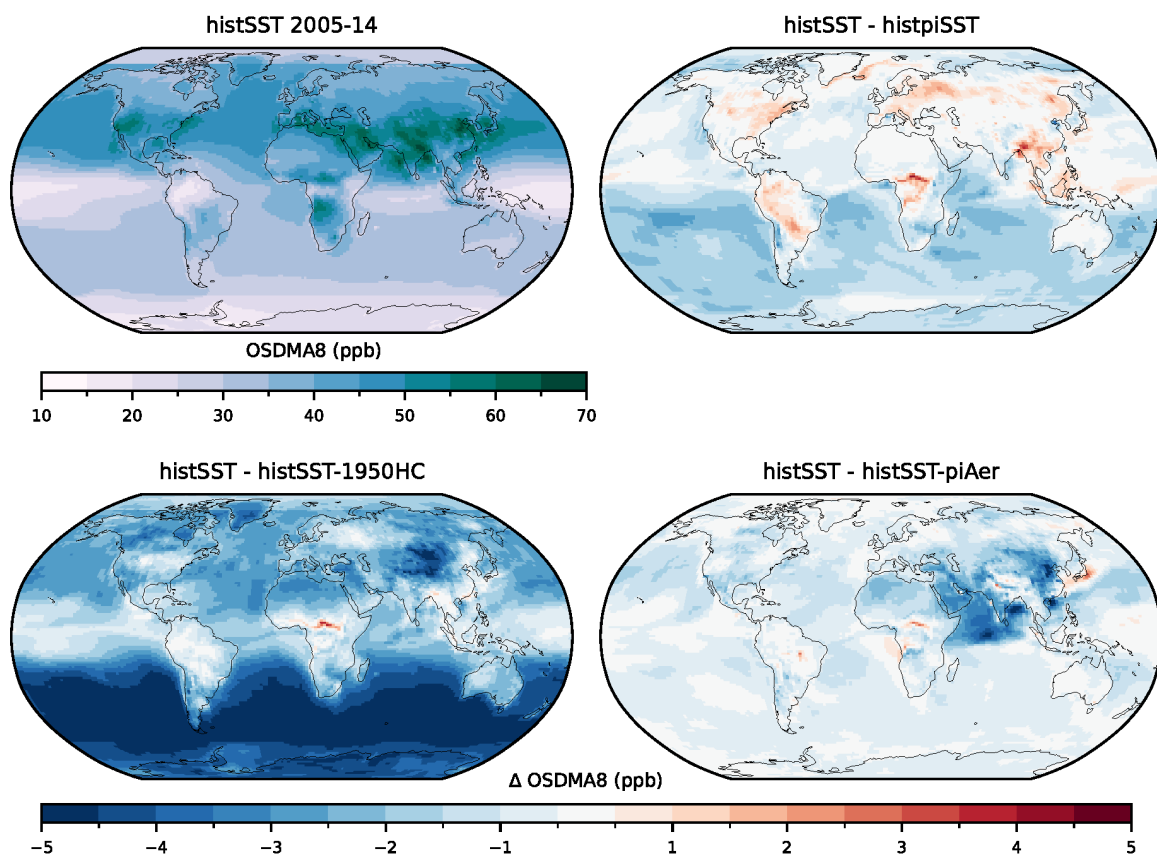 histSST 2005-14
histSST - histpiSST
OSDMA8 (ppb)
10 20 30 40 50 60 70
histSST - histSST-1950HC
histSST - histSST-piAer
Δ OSDMA8 (ppb)
−5 −4 −3 −2 −1 1 2 3 4 5